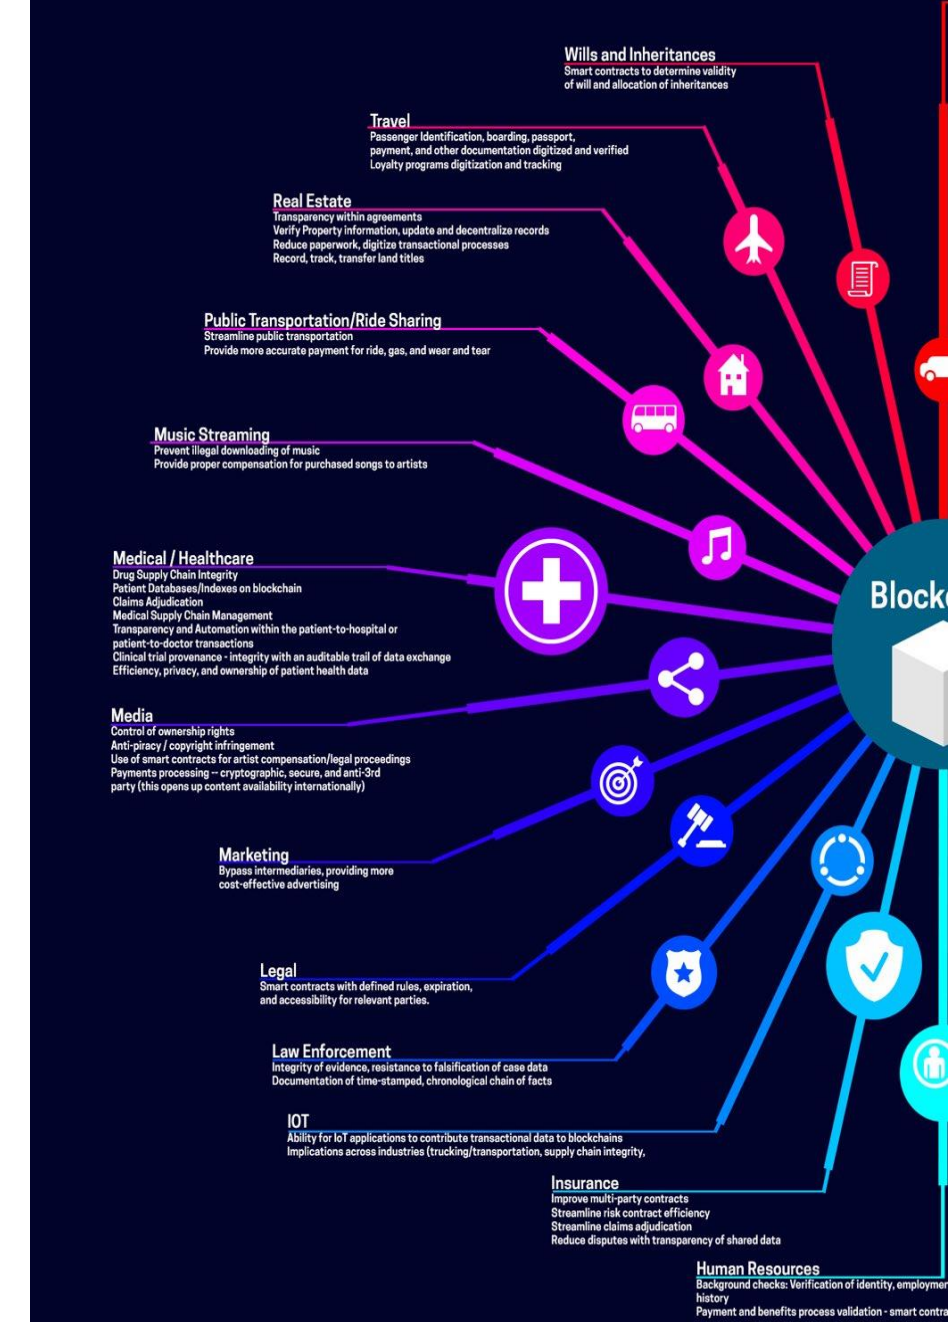 Wills and Inheritances
Smart contracts to determine validity
of will and allocation of inheritances
Travel
Passenger Identification, boarding, passport,
payment, and other documentation digitized and verified
Loyalty programs digitization and tracking
Real Estate
Transparency within agreements
Verify Property information, update and decentralize records
Reduce paperwork, digitize transactional processes
Record, track, transfer land titles
Public Transportation/Ride Sharing
Streamline public transportation
Provide more accurate payment for ride, gas, and wear and tear
Music Streaming
Prevent illegal downloading of music
Provide proper compensation for purchased songs to artists
Medical / Healthcare
Drug Supply Chain Integrity
Patient Databases/Indexes on blockchain
Claims Adjudication
Medical Supply Chain Management
Transparency and Automation within the patient-to-hospital or
patient-to-doctor transactions
Clinical trial provenance - integrity with an auditable trail of data exchange
Efficiency, privacy, and ownership of patient health data
Blockc
Media
Control of ownership rights
Anti-piracy / copyright infringement
Use of smart contracts for artist compensation/legal proceedings
Payments processing -- cryptographic, secure, and anti-3rd
party (this opens up content availability internationally)
Marketing
Bypass intermediaries, providing more
cost-effective advertising
Legal
Smart contracts with defined rules, expiration,
and accessibility for relevant parties.
Law Enforcement
Integrity of evidence, resistance to falsification of case data
Documentation of time-stamped, chronological chain of facts
IOT
Ability for IoT applications to contribute transactional data to blockchains
Implications across industries (trucking/transportation, supply chain integrity,
Insurance
Improve multi-party contracts
Streamline risk contract efficiency
Streamline claims adjudication
Reduce disputes with transparency of shared data
Human Resources
Background checks: Verification of identity, employmen
history
Payment and benefits process validation - smart contra